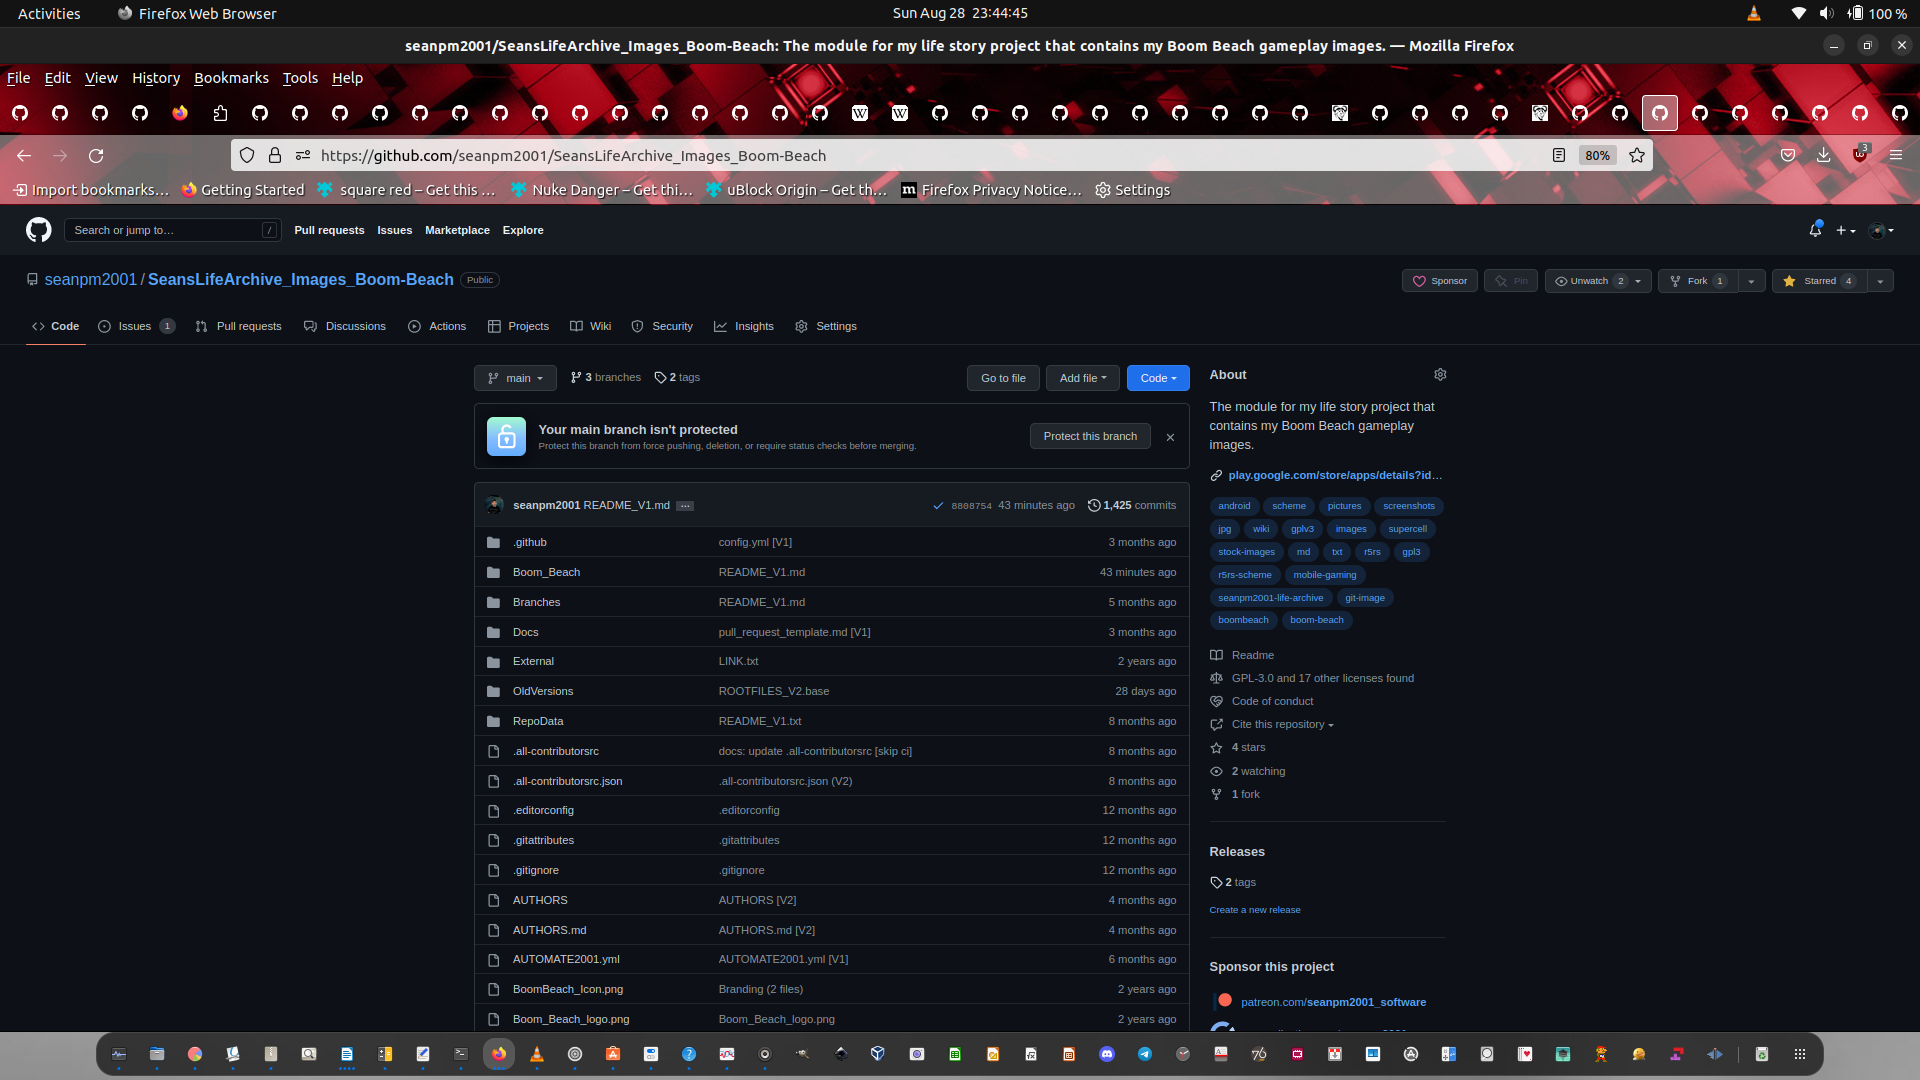 Activities
Firefox Web Browser
Sun Aug 28 23:44:45
100 %
seanpm2001/SeansLifeArchive_Images_Boom-Beach: The module for my life story project that contains my Boom Beach gameplay images. — Mozilla Firefox
File Edit View History Bookmarks Tools Help
https://github.com/seanpm2001/SeansLifeArchive_Images_Boom-Beach
80%
3
Import bookmarks…
Getting Started
square red – Get this …
Nuke Danger – Get thi…
uBlock Origin – Get th…
Firefox Privacy Notice…
Settings
Search or jump to…
/
Pull requests
Issues
Marketplace
Explore
seanpm2001 / SeansLifeArchive_Images_Boom-Beach
Public
Sponsor
Pin
Unwatch 2
Fork 1
Starred 4
Code
Issues 1
Pull requests
Discussions
Actions
Projects
Wiki
Security
Insights
Settings
main
3 branches
2 tags
Go to file
Add file
Code
Your main branch isn't protected
Protect this branch from force pushing, deletion, or require status checks before merging.
Protect this branch
seanpm2001 README_V1.md …
8808754 43 minutes ago
1,425 commits
.github config.yml [V1] 3 months ago
Boom_Beach README_V1.md 43 minutes ago
Branches README_V1.md 5 months ago
Docs pull_request_template.md [V1] 3 months ago
External LINK.txt 2 years ago
OldVersions ROOTFILES_V2.base 28 days ago
RepoData README_V1.txt 8 months ago
.all-contributorsrc docs: update .all-contributorsrc [skip ci] 8 months ago
.all-contributorsrc.json .all-contributorsrc.json (V2) 8 months ago
.editorconfig .editorconfig 12 months ago
.gitattributes .gitattributes 12 months ago
.gitignore .gitignore 12 months ago
AUTHORS AUTHORS [V2] 4 months ago
AUTHORS.md AUTHORS.md [V2] 4 months ago
AUTOMATE2001.yml AUTOMATE2001.yml [V1] 6 months ago
BoomBeach_Icon.png Branding (2 files) 2 years ago
Boom_Beach_logo.png Boom_Beach_logo.png 2 years ago
About
The module for my life story project that
contains my Boom Beach gameplay
images.
play.google.com/store/apps/details?id…
android scheme pictures screenshots
jpg wiki gplv3 images supercell
stock-images md txt r5rs gpl3
r5rs-scheme mobile-gaming
seanpm2001-life-archive git-image
boombeach boom-beach
Readme
GPL-3.0 and 17 other licenses found
Code of conduct
Cite this repository
4 stars
2 watching
1 fork
Releases
2 tags
Create a new release
Sponsor this project
patreon.com/seanpm2001_software